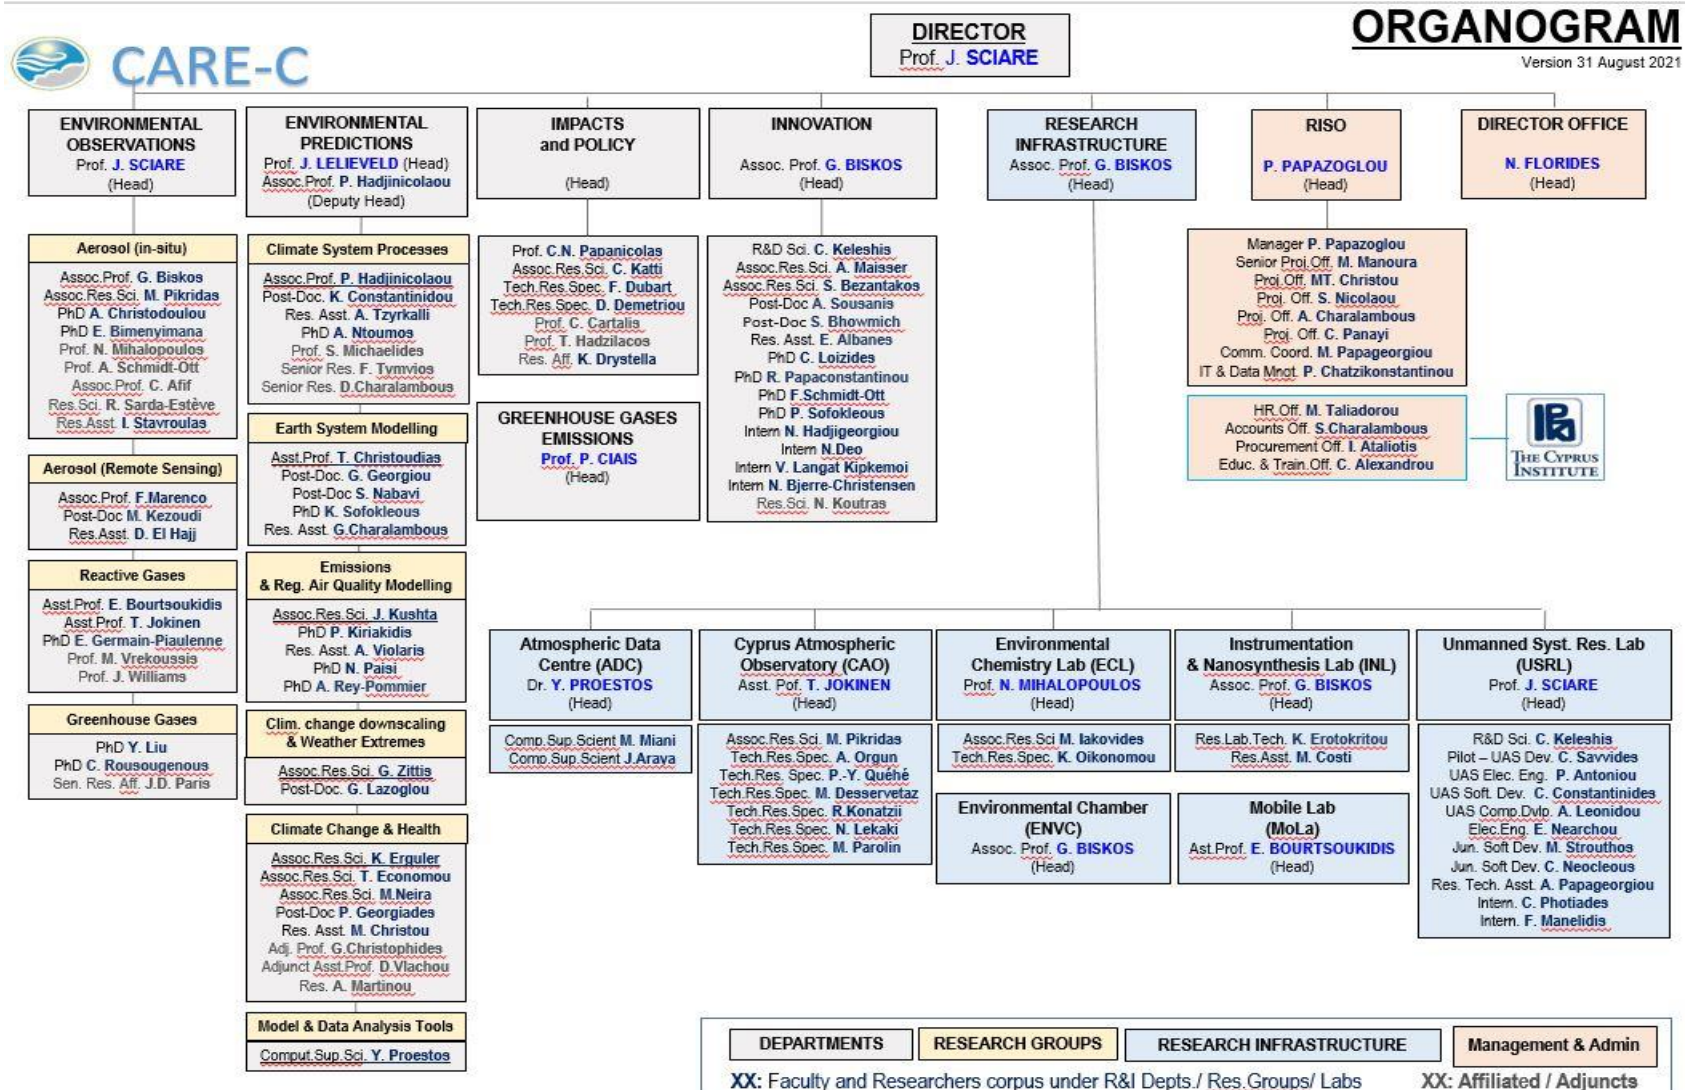 CARE-C
DIRECTOR
Prof. J. SCIARE
ORGANOGRAM
Version 31 August 2021
ENVIRONMENTAL
OBSERVATIONS
Prof. J. SCIARE
(Head)
Aerosol (in-situ)
Assoc.Prof. G. Biskos
Assoc.Res.Sci. M. Pikridas
PhD A. Christodoulou
PhD E. Bimenyimana
Prof. N. Mihalopoulos
Prof. A. Schmidt-Ott
Assoc.Prof. C. Afif
Res.Sci. R. Sarda-Estève
Res.Asst. I. Stavroulas
Aerosol (Remote Sensing)
Assoc.Prof. F.Marenco
Post-Doc M. Kezoudi
Res.Asst. D. El Hajj
Reactive Gases
Asst.Prof. E. Bourtsoukidis
Asst.Prof. T. Jokinen
PhD E. Germain-Piaulenne
Prof. M. Vrekoussis
Prof. J. Williams
Greenhouse Gases
PhD Y. Liu
PhD C. Rousougenous
Sen. Res. Aff. J.D. Paris
ENVIRONMENTAL
PREDICTIONS
Prof. J. LELIEVELD (Head)
Assoc.Prof. P. Hadjinicolaou
(Deputy Head)
Climate System Processes
Assoc.Prof. P. Hadjinicolaou
Post-Doc. K. Constantinidou
Res. Asst. A. Tzyrkalli
PhD A. Ntoumos
Prof. S. Michaelides
Senior Res. F. Tymvios
Senior Res. D.Charalambous
Earth System Modelling
Asst.Prof. T. Christoudias
Post-Doc. G. Georgiou
Post-Doc S. Nabavi
PhD K. Sofokleous
Res. Asst. G.Charalambous
Emissions
& Reg. Air Quality Modelling
Assoc.Res.Sci. J. Kushta
PhD P. Kiriakidis
Res. Asst. A. Violaris
PhD N. Paisi
PhD A. Rey-Pommier
Clim. change downscaling
& Weather Extremes
Assoc.Res.Sci. G. Zittis
Post-Doc. G. Lazoglou
Climate Change & Health
Assoc.Res.Sci. K. Erguler
Assoc.Res.Sci. T. Economou
Assoc.Res.Sci. M.Neira
Post-Doc P. Georgiades
Res. Asst. M. Christou
Adj. Prof. G.Christophides
Adjunct Asst.Prof. D.Vlachou
Res. A. Martinou
Model & Data Analysis Tools
Comput.Sup.Sci. Y. Proestos
IMPACTS
and POLICY
(Head)
Prof. C.N. Papanicolas
Assoc.Res.Sci. C. Katti
Tech.Res.Spec. F. Dubart
Tech.Res.Spec. D. Demetriou
Prof. C. Cartalis
Prof. T. Hadzilacos
Res. Aff. K. Drystella
GREENHOUSE GASES
EMISSIONS
Prof. P. CIAIS
(Head)
INNOVATION
Assoc. Prof. G. BISKOS
(Head)
R&D Sci. C. Keleshis
Assoc.Res.Sci. A. Maisser
Assoc.Res.Sci. S. Bezantakos
Post-Doc A. Sousanis
Post-Doc S. Bhowmich
Res. Asst. E. Albanes
PhD C. Loizides
PhD R. Papaconstantinou
PhD F.Schmidt-Ott
PhD P. Sofokleous
Intern N. Hadjigeorgiou
Intern N.Deo
Intern V. Langat Kipkemoi
Intern N. Bjerre-Christensen
Res.Sci. N. Koutras
RESEARCH
INFRASTRUCTURE
Assoc. Prof. G. BISKOS
(Head)
RISO
P. PAPAZOGLOU
(Head)
Manager P. Papazoglou
Senior Proj.Off. M. Manoura
Proj.Off. MT. Christou
Proj. Off. S. Nicolaou
Proj. Off. A. Charalambous
Proj. Off. C. Panayi
Comm. Coord. M. Papageorgiou
IT & Data Mngt. P. Chatzikonstantinou
HR.Off. M. Taliadorou
Accounts Off. S.Charalambous
Procurement Off. I. Ataliotis
Educ. & Train.Off. C. Alexandrou
THE CYPRUS
INSTITUTE
DIRECTOR OFFICE
N. FLORIDES
(Head)
Atmospheric Data
Centre (ADC)
Dr. Y. PROESTOS
(Head)
Comp.Sup.Scient M. Miani
Comp.Sup.Scient J.Araya
Cyprus Atmospheric
Observatory (CAO)
Asst. Pof. T. JOKINEN
(Head)
Assoc.Res.Sci. M. Pikridas
Tech.Res.Spec. A. Orgun
Tech.Res. Spec. P.-Y. Quéhé
Tech.Res.Spec. M. Desservetaz
Tech.Res.Spec. R.Konatzii
Tech.Res.Spec. N. Lekaki
Tech.Res.Spec. M. Parolin
Environmental
Chemistry Lab (ECL)
Prof. N. MIHALOPOULOS
(Head)
Assoc.Res.Sci M. Iakovides
Tech.Res.Spec. K. Oikonomou
Environmental Chamber
(ENVC)
Assoc. Prof. G. BISKOS
(Head)
Instrumentation
& Nanosynthesis Lab (INL)
Assoc. Prof. G. BISKOS
(Head)
Res.Lab.Tech. K. Erotokritou
Res.Asst. M. Costi
Mobile Lab
(MoLa)
Ast.Prof. E. BOURTSOUKIDIS
(Head)
Unmanned Syst. Res. Lab
(USRL)
Prof. J. SCIARE
(Head)
R&D Sci. C. Keleshis
Pilot – UAS Dev. C. Savvides
UAS Elec. Eng. P. Antoniou
UAS Soft. Dev. C. Constantinides
UAS Comp.Dvlp. A. Leonidou
Elec.Eng. E. Nearchou
Jun. Soft Dev. M. Strouthos
Jun. Soft Dev. C. Neocleous
Res. Tech. Asst. A. Papageorgiou
Intern. C. Photiades
Intern. F. Manelidis
DEPARTMENTS
RESEARCH GROUPS
RESEARCH INFRASTRUCTURE
Management & Admin
XX: Faculty and Researchers corpus under R&I Depts./ Res.Groups/ Labs
XX: Affiliated / Adjuncts